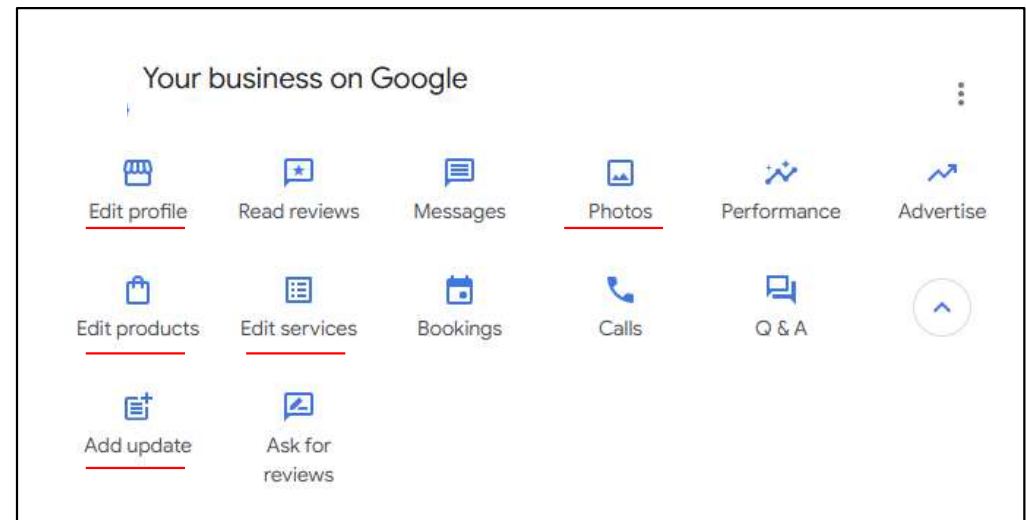 Your business on Google
Edit profile
Read reviews
Messages
Photos
Performance
Advertise
Edit products
Edit services
Bookings
Calls
Q & A
Add update
Ask for
reviews